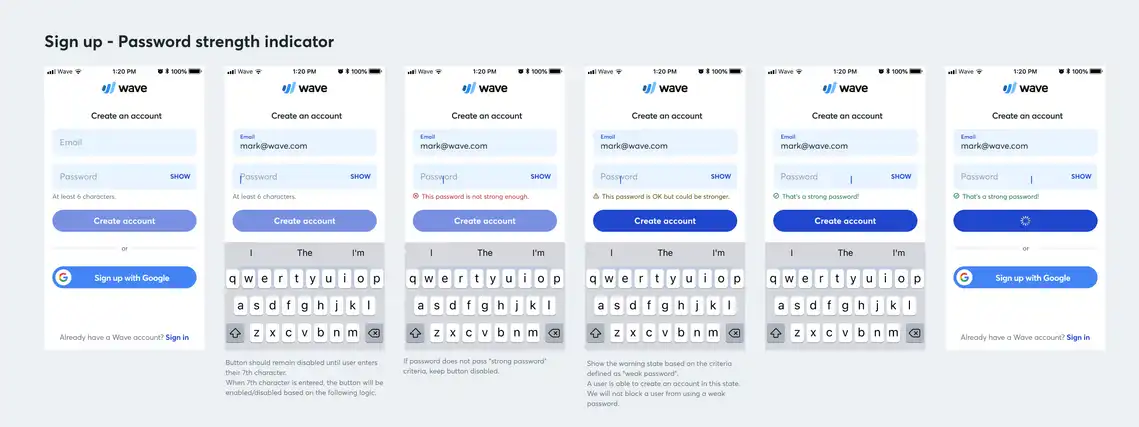 Sign up - Password strength indicator
Wave 1:20 PM 100%
wave
Create an account
Email
Password SHOW
At least 6 characters.
Create account
or
Sign up with Google
Already have a Wave account? Sign in
Wave 1:20 PM 100%
wave
Create an account
Email
mark@wave.com
Password SHOW
At least 6 characters.
Create account
I The I'm
q w e r t y u i o p
a s d f g h j k l
z x c v b n m
Button should remain disabled until user enters
their 7th character.
When 7th character is entered, the button will be
enabled/disabled based on the following logic.
Wave 1:20 PM 100%
wave
Create an account
Email
mark@wave.com
Password SHOW
This password is not strong enough.
Create account
I The I'm
q w e r t y u i o p
a s d f g h j k l
z x c v b n m
If password does not pass "strong password"
criteria, keep button disabled.
Wave 1:20 PM 100%
wave
Create an account
Email
mark@wave.com
Password SHOW
This password is OK but could be stronger.
Create account
I The I'm
q w e r t y u i o p
a s d f g h j k l
z x c v b n m
Show the warning state based on the criteria
defined as "weak password".
A user is able to create an account in this state.
We will not block a user from using a weak
password.
Wave 1:20 PM 100%
wave
Create an account
Email
mark@wave.com
Password SHOW
That's a strong password!
Create account
I The I'm
q w e r t y u i o p
a s d f g h j k l
z x c v b n m
Wave 1:20 PM 100%
wave
Create an account
Email
mark@wave.com
Password SHOW
That's a strong password!
or
Sign up with Google
Already have a Wave account? Sign in